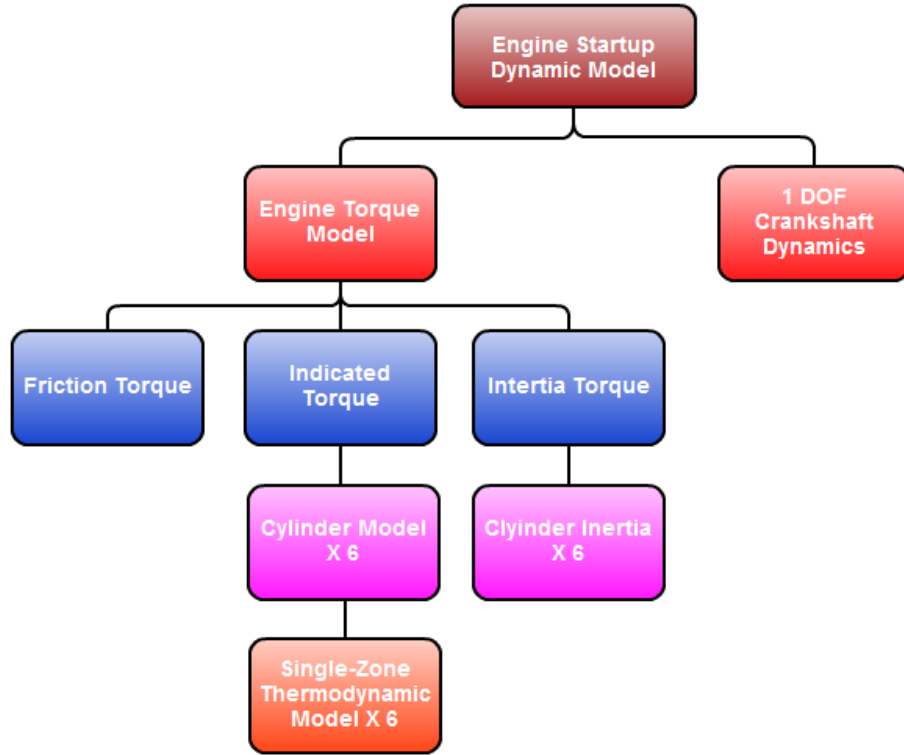 Engine Startup
Dynamic Model
Engine Torque
Model
1 DOF
Crankshaft
Dynamics
Friction Torque
Indicated
Torque
Intertia Torque
Cylinder Model
X 6
Clyinder Inertia
X 6
Single-Zone
Thermodynamic
Model X 6